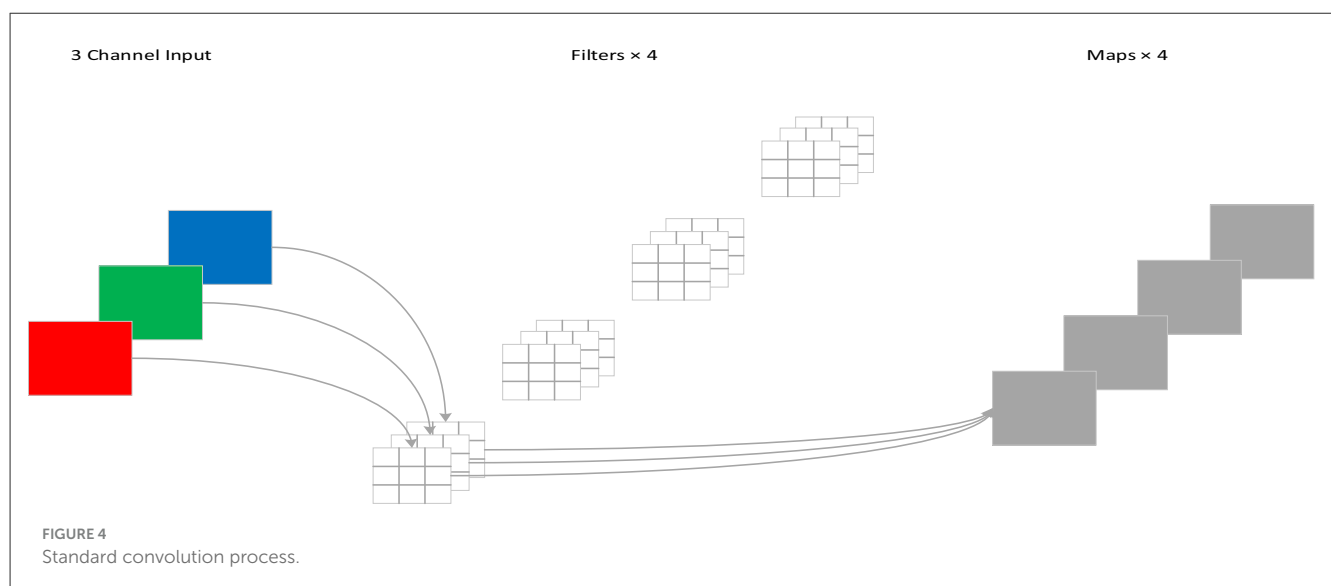 3 Channel Input
Filters × 4
Maps × 4
FIGURE 4
Standard convolution process.